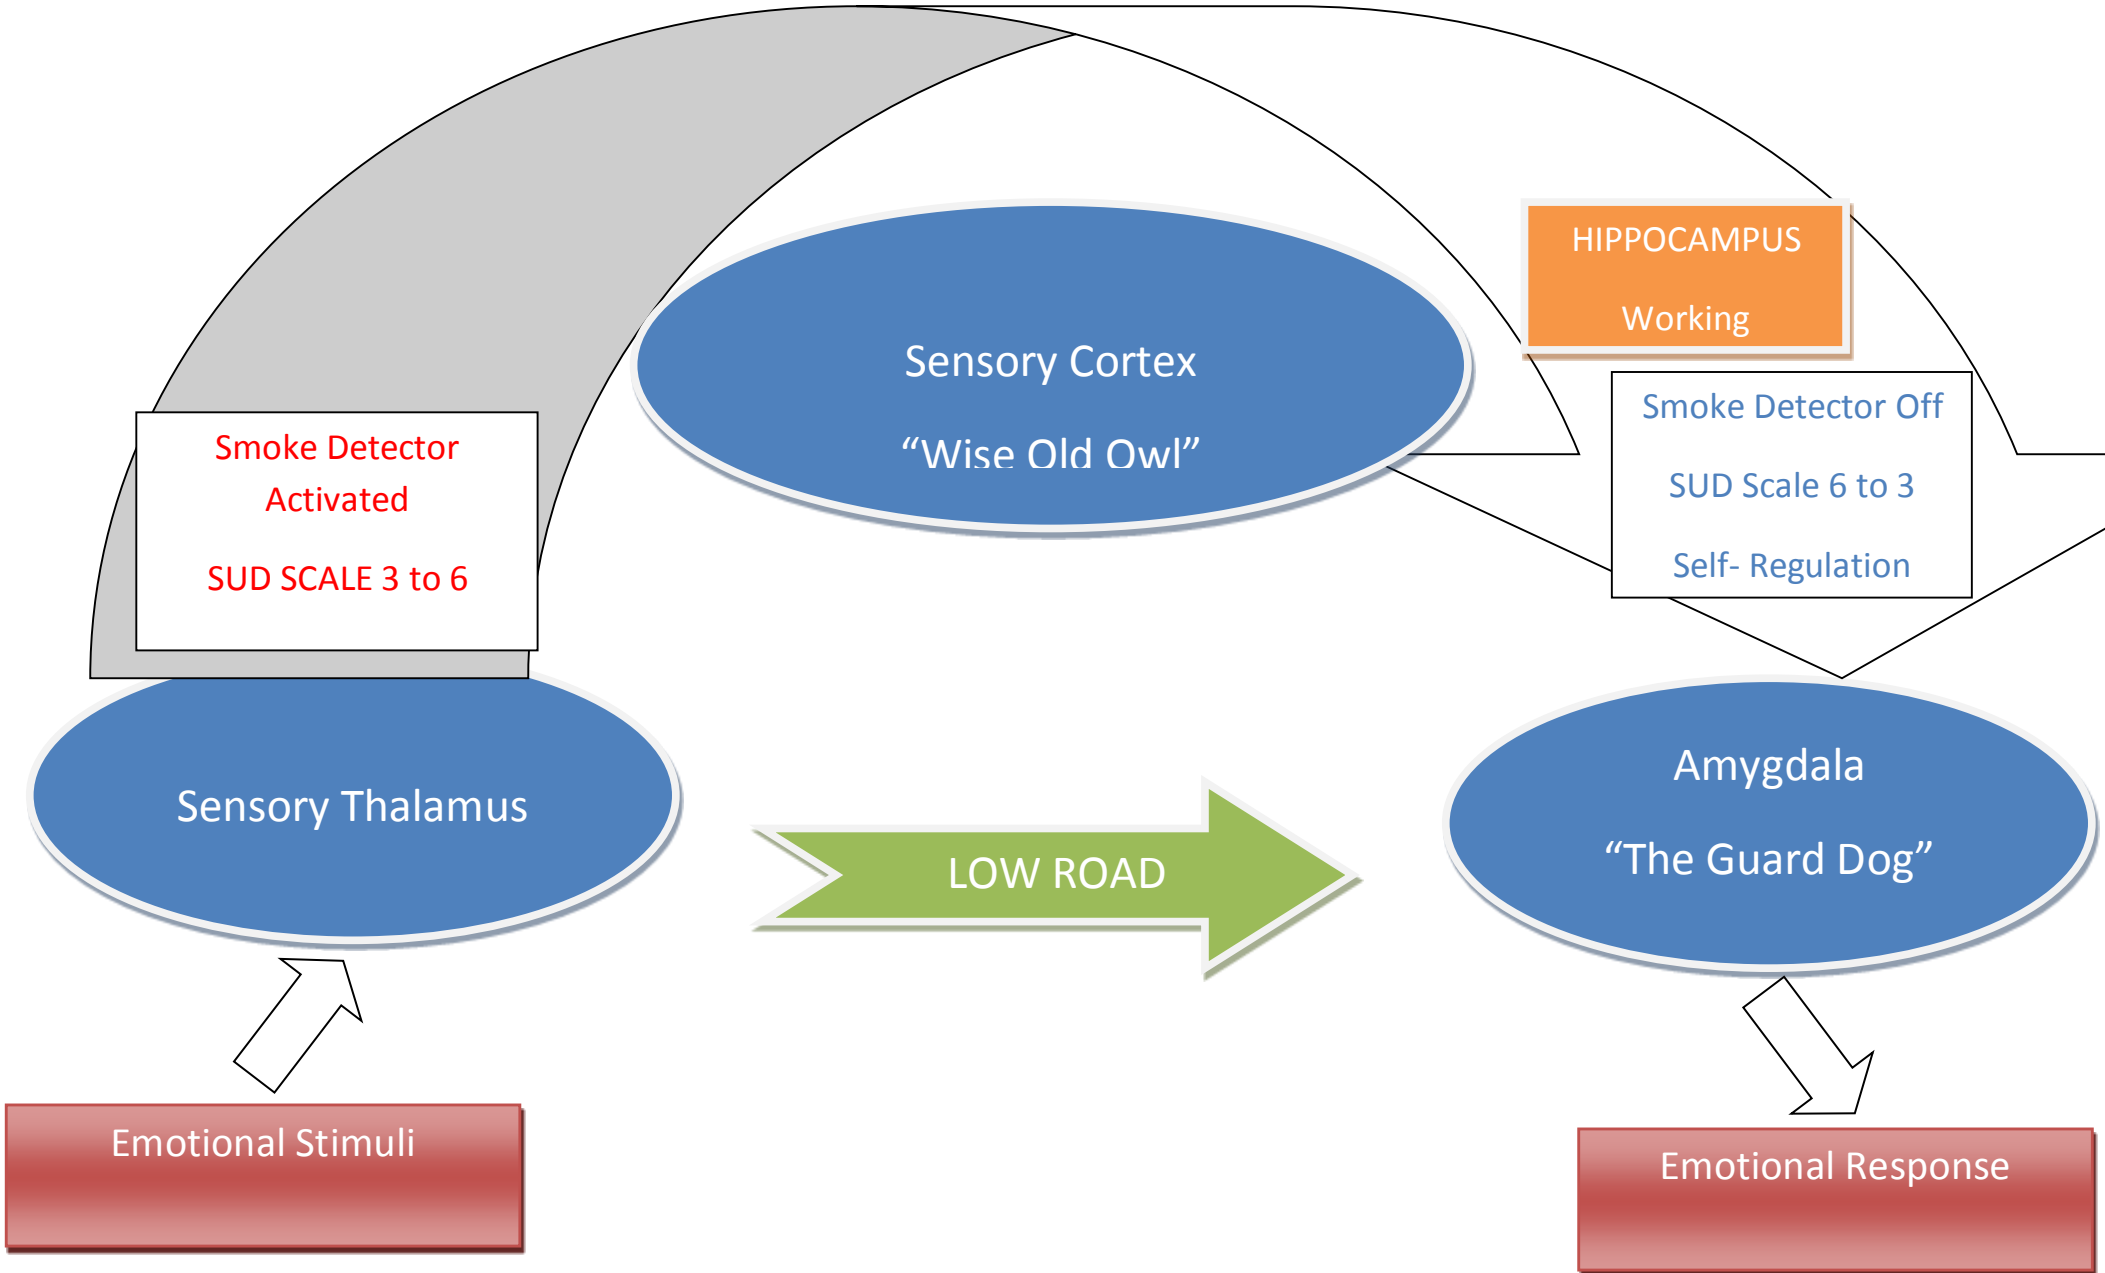 HIPPOCAMPUS
Working
Sensory Cortex
“Wise Old Owl”
Smoke Detector Off
SUD Scale 6 to 3
Self- Regulation
Smoke Detector
Activated
SUD SCALE 3 to 6
Sensory Thalamus
LOW ROAD
Amygdala
“The Guard Dog”
Emotional Stimuli
Emotional Response